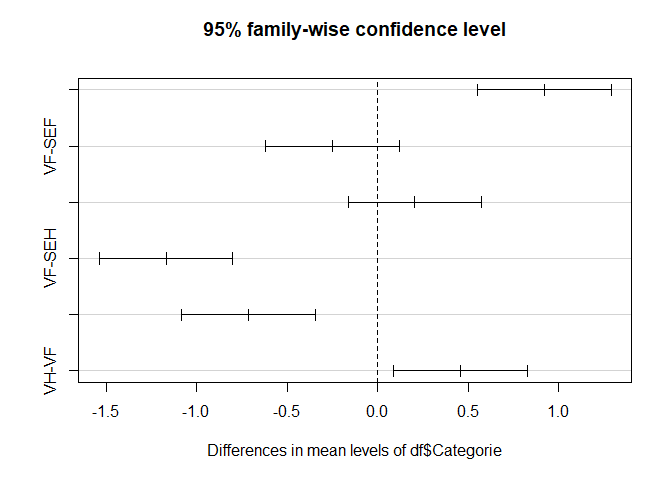 95% family-wise confidence level
VF-SEF
VF-SEH
VH-VF
-1.5 -1.0 -0.5 0.0 0.5 1.0
Differences in mean levels of df$Categorie